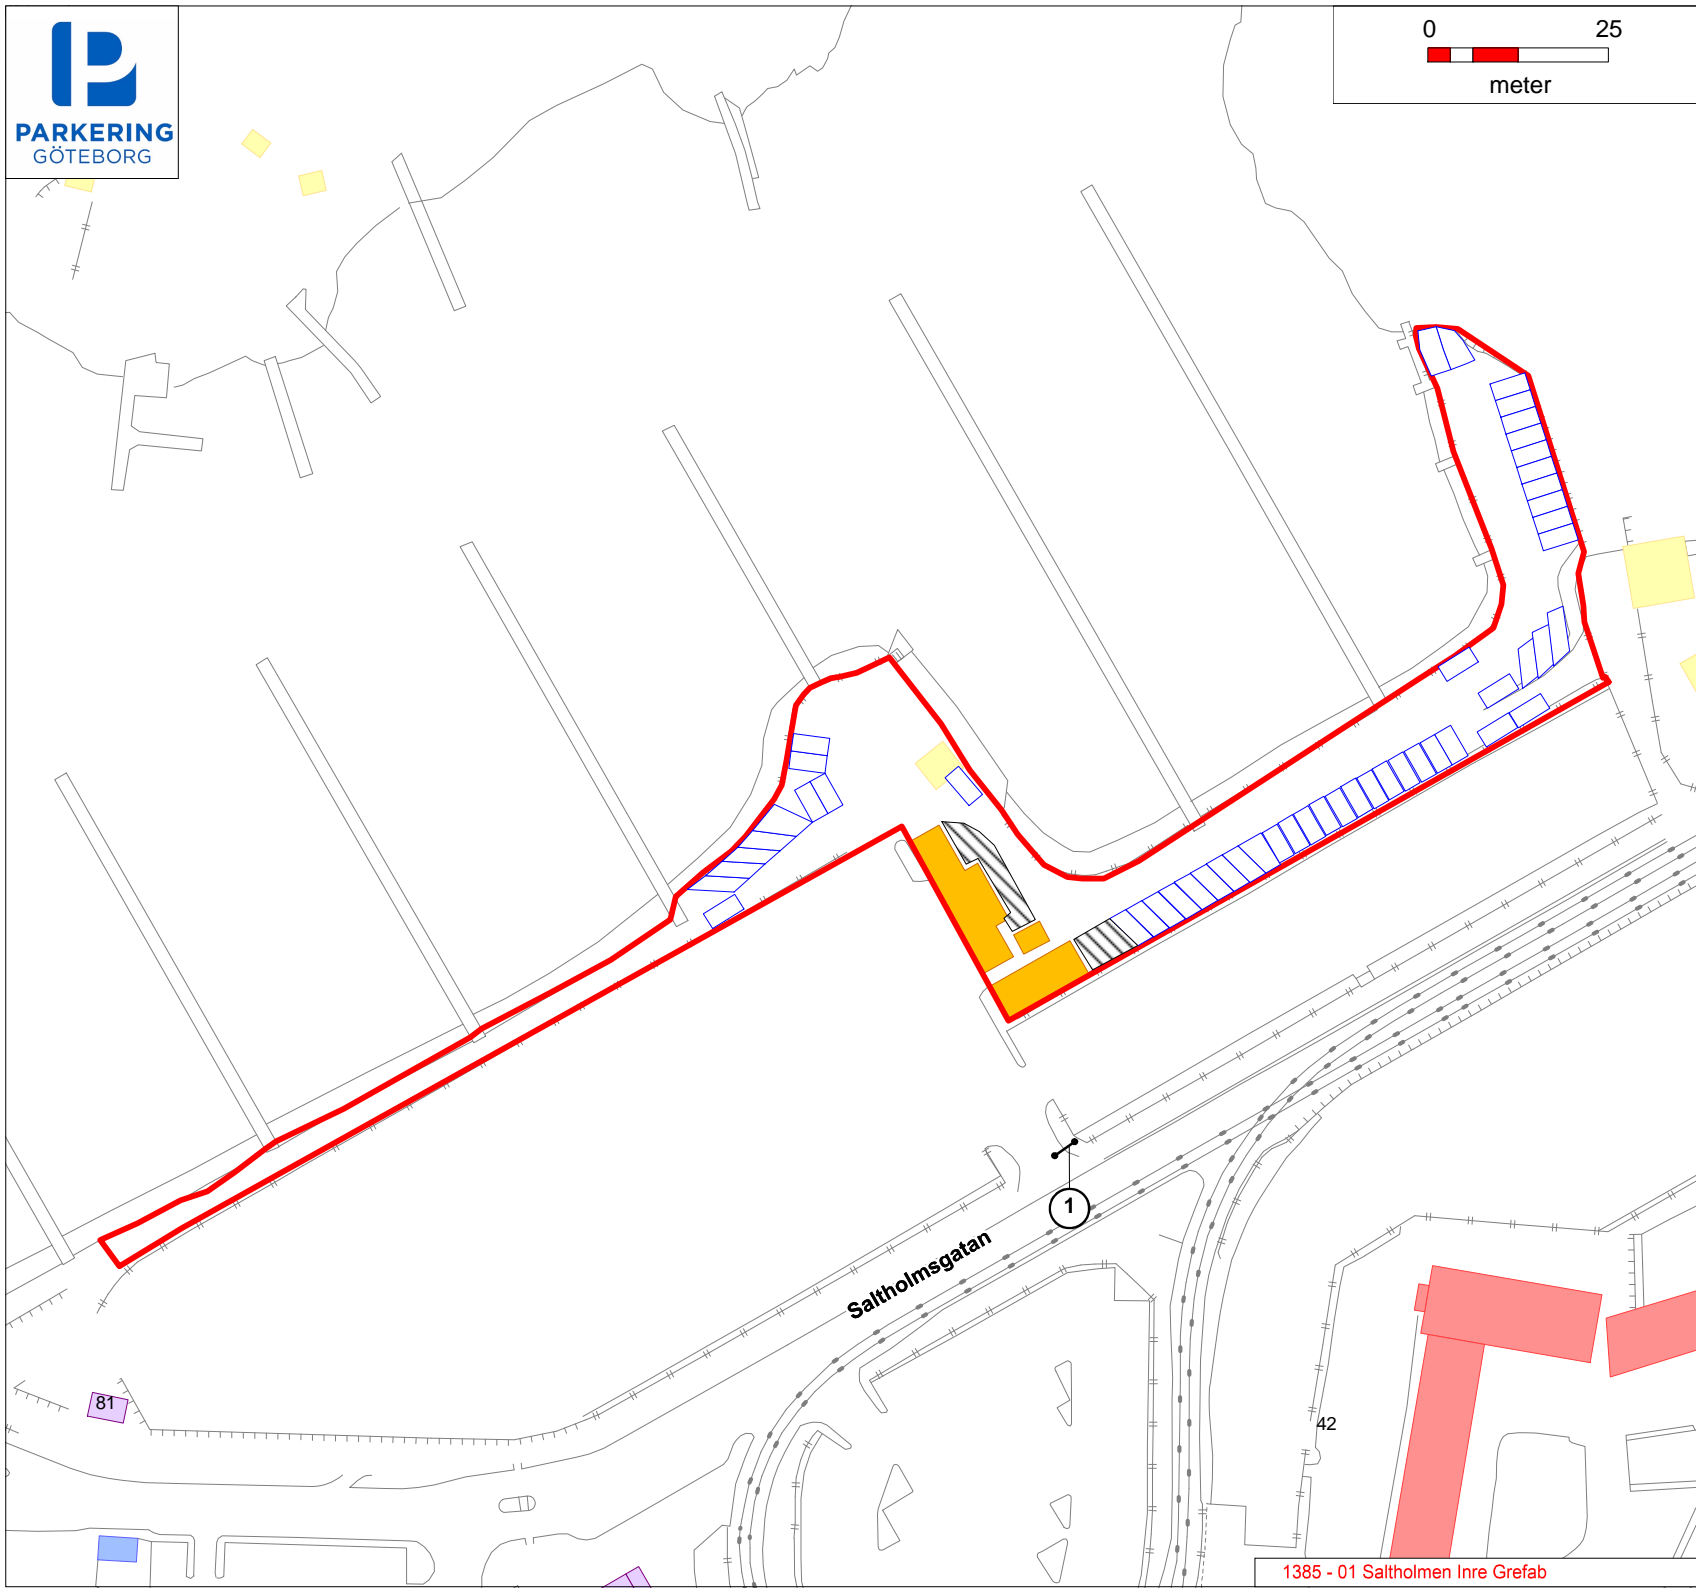 PARKERING
GÖTEBORG
0 25
meter
1
Saltholmsgatan
81
42
1385 - 01 Saltholmen Inre Grefab